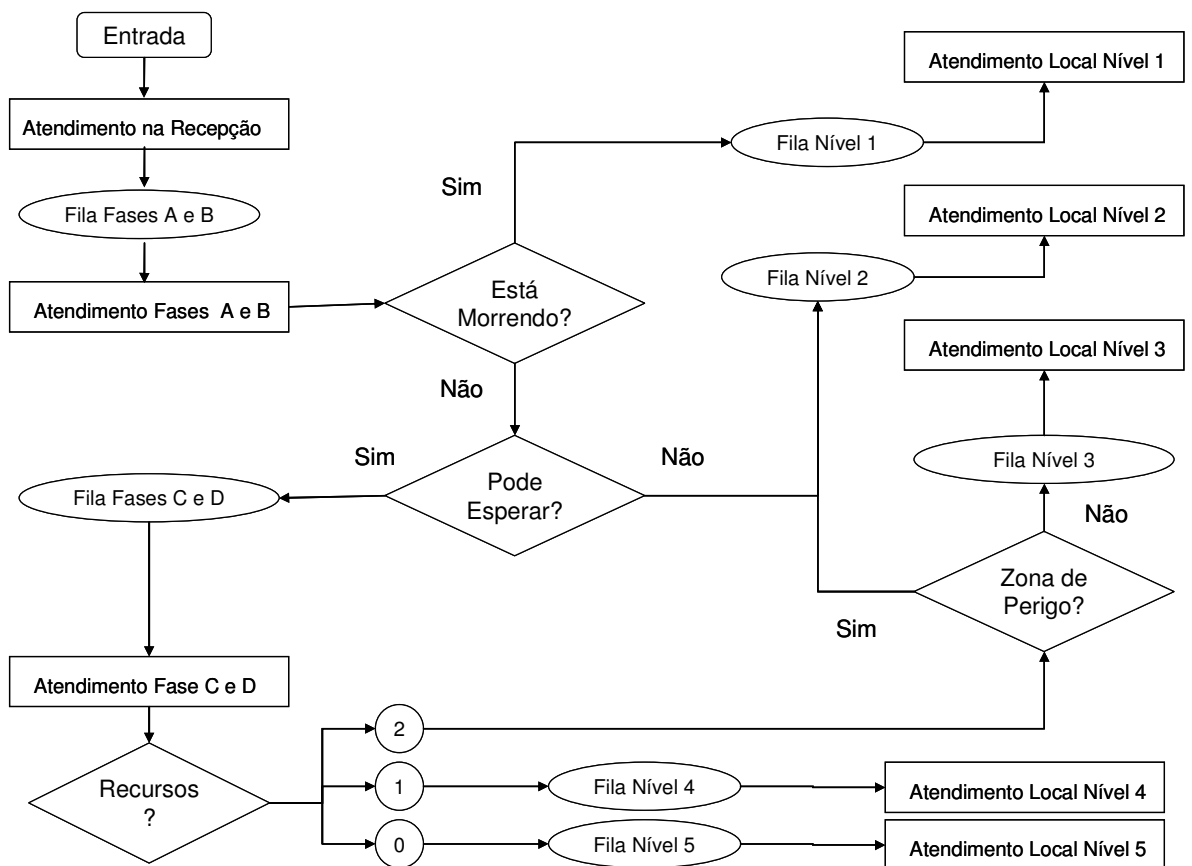 Entrada
Atendimento na Recepção
Fila Fases A e B
Atendimento Fases A e B
Está
Morrendo?
Sim
Fila Nível 1
Atendimento Local Nível 1
Não
Pode
Esperar?
Não
Fila Nível 2
Atendimento Local Nível 2
Sim
Fila Fases C e D
Atendimento Fase C e D
Recursos
?
2
Zona de
Perigo?
Sim
Não
Fila Nível 3
Atendimento Local Nível 3
1
Fila Nível 4
Atendimento Local Nível 4
0
Fila Nível 5
Atendimento Local Nível 5